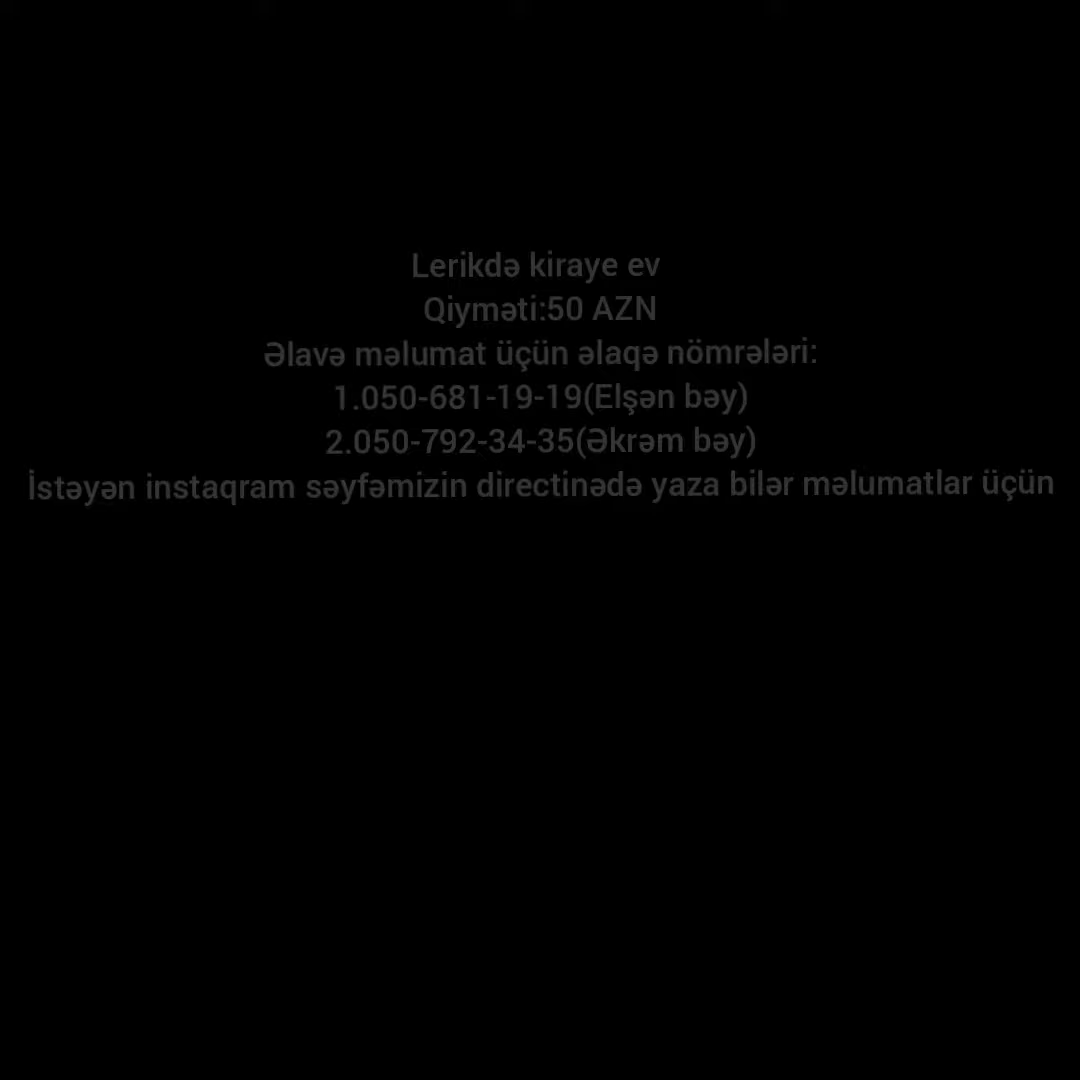 Lerikdə kiraye ev
Qiyməti:50 AZN
Əlavə məlumat üçün əlaqə nömrələri:
1.050-681-19-19(Elşən bəy)
2.050-792-34-35(Əkrəm bəy)
İstəyən instaqram səyfəmizin directinədə yaza bilər məlumatlar üçün